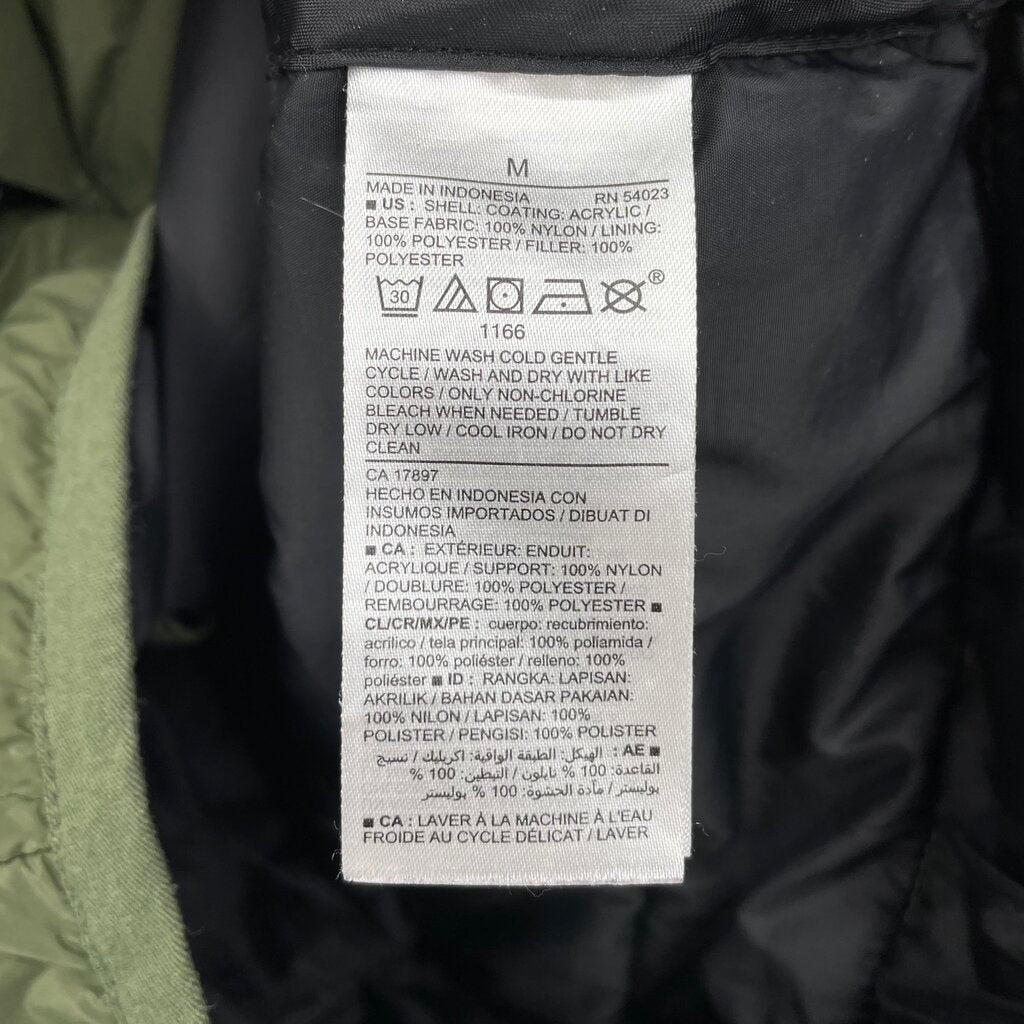 M
MADE IN INDONESIA RN 54023
■ US : SHELL: COATING: ACRYLIC /
BASE FABRIC: 100% NYLON / LINING:
100% POLYESTER / FILLER: 100%
POLYESTER
30 ®
1166
MACHINE WASH COLD GENTLE
CYCLE / WASH AND DRY WITH LIKE
COLORS / ONLY NON-CHLORINE
BLEACH WHEN NEEDED / TUMBLE
DRY LOW / COOL IRON / DO NOT DRY
CLEAN
CA 17897
HECHO EN INDONESIA CON
INSUMOS IMPORTADOS / DIBUAT DI
INDONESIA
■ CA : EXTÉRIEUR: ENDUIT:
ACRYLIQUE / SUPPORT: 100% NYLON
/ DOUBLURE: 100% POLYESTER /
REMBOURRAGE: 100% POLYESTER ■
CL/CR/MX/PE : cuerpo: recubrimiento:
acrílico / tela principal: 100% poliamida /
forro: 100% poliéster / relleno: 100%
poliéster ■ ID : RANGKA: LAPISAN:
AKRILIK / BAHAN DASAR PAKAIAN:
100% NILON / LAPISAN: 100%
POLISTER / PENGISI: 100% POLISTER
■ AE : الهيكل: الطبقة الواقية: اكريليك / نسيج
القاعدة: 100 % نايلون / التبطين: 100 %
بوليستر / مادة الحشوة: 100 % بوليستر
■ CA : LAVER À LA MACHINE À L'EAU
FROIDE AU CYCLE DÉLICAT / LAVER